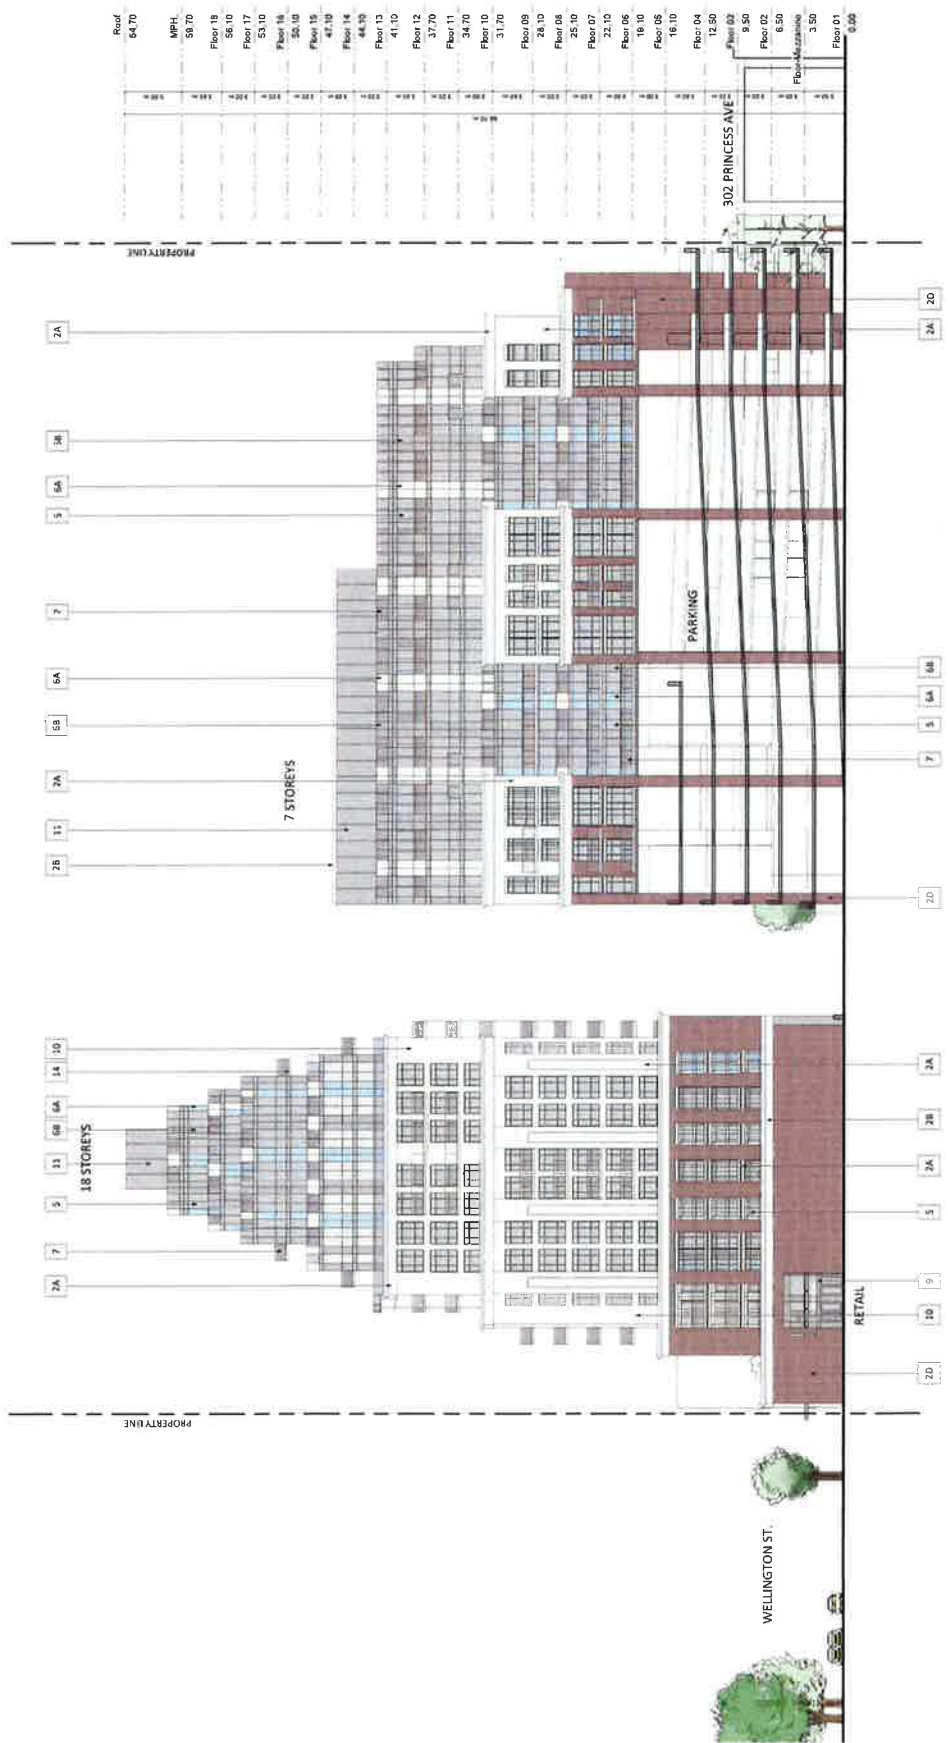 2A
7
5
11
6B
6A
14
10
2B
11
2A
6B
6A
7
5
6A
2A
18 STOREYS
7 STOREYS
PROPERTY LINE
PROPERTY LINE
Roof
64,70
MPH
59,70
Floor 18
56,10
Floor 17
53,10
Floor 16
50,10
Floor 15
47,10
Floor 14
44,10
Floor 13
41,10
Floor 12
37,70
Floor 11
34,70
Floor 10
31,70
Floor 09
28,10
Floor 08
25,10
Floor 07
22,10
Floor 06
19,10
Floor
16,10
Floor 04
12,50
Floor 03
9.50
Floor 02
6.50
Floor Mezzanine
3.50
Floor 01
0.00
302 PRINCESS AVE
PARKING
WELLINGTON ST.
RETAIL
2D
10
9
5
2A
2B
2A
2D
7
5
6A
6B
2A
2D